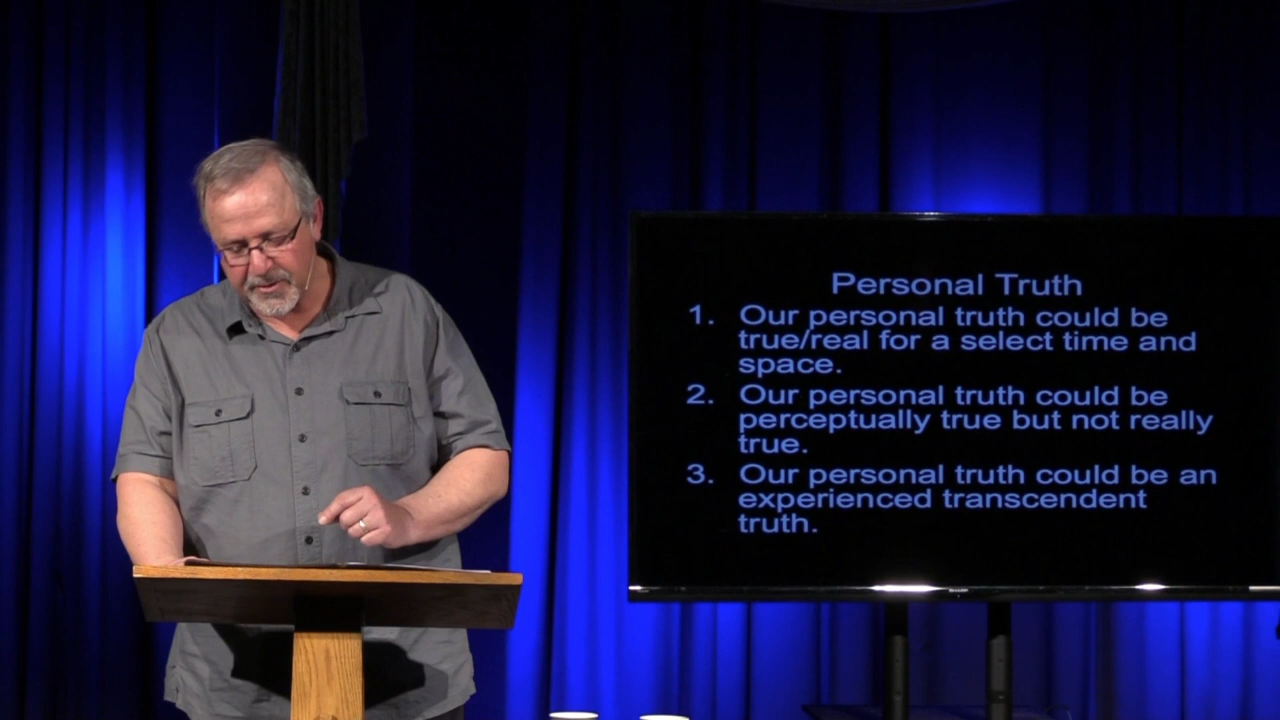 Personal Truth
1. Our personal truth could be
true/real for a select time and
space.
2. Our personal truth could be
perceptually true but not really
true.
3. Our personal truth could be an
experienced transcendent
truth.
SHARP